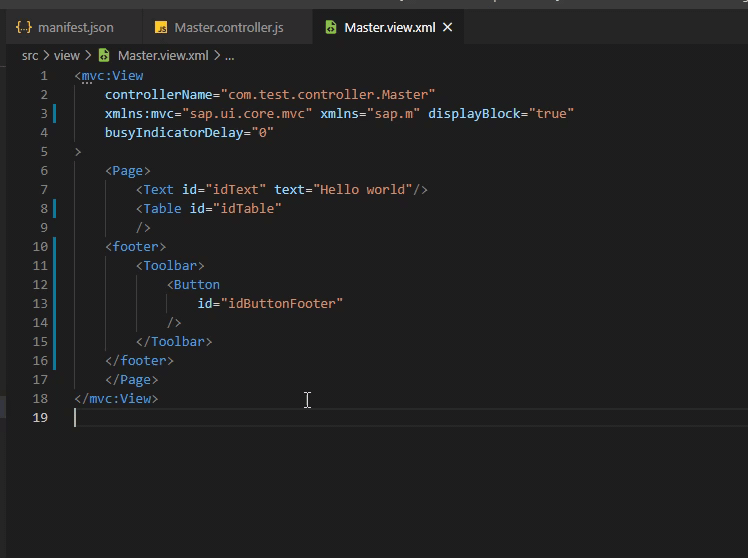 manifest.json Master.controller.js Master.view.xml
src > view > Master.view.xml > ...
1 <mvc:View
2 controllerName="com.test.controller.Master"
3 xmlns:mvc="sap.ui.core.mvc" xmlns="sap.m" displayBlock="true"
4 busyIndicatorDelay="0"
5 >
6 <Page>
7 <Text id="idText" text="Hello world"/>
8 <Table id="idTable"
9 />
10 <footer>
11 <Toolbar>
12 <Button
13 id="idButtonFooter"
14 />
15 </Toolbar>
16 </footer>
17 </Page>
18 </mvc:View>
19